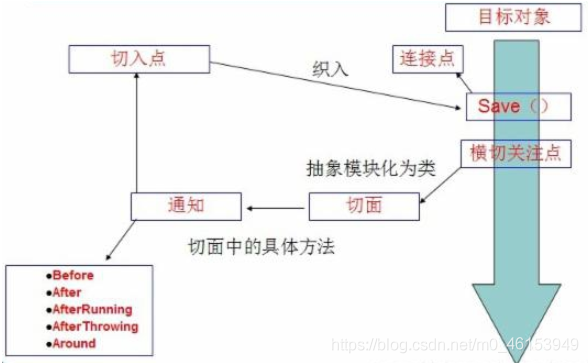 目标对象
切入点
织入
连接点
Save（）
横切关注点
抽象模块化为类
通知
切面
切面中的具体方法
●Before
●After
●AfterRunning
●AfterThrowing
●Around
https://blog.csdn.net/m0_46153949